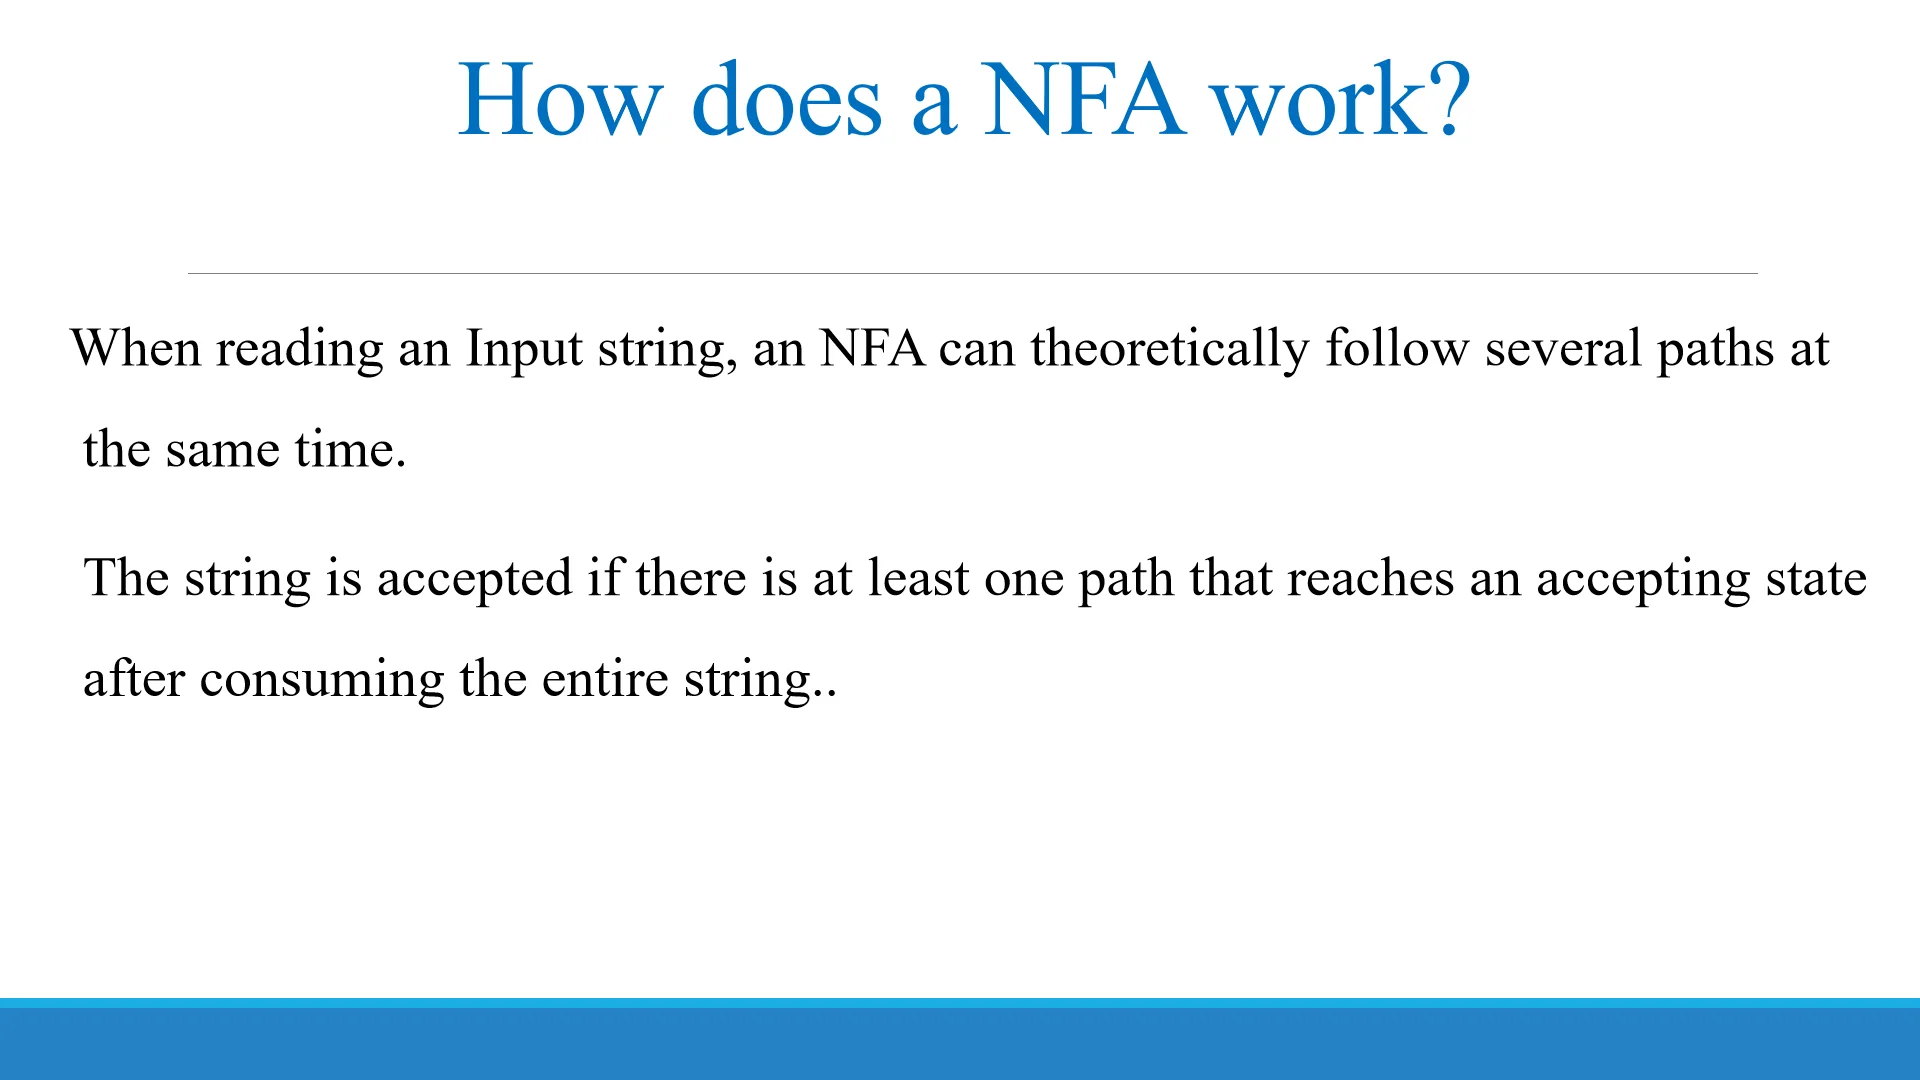 How does a NFA work?
When reading an Input string, an NFA can theoretically follow several paths at
the same time.
The string is accepted if there is at least one path that reaches an accepting state
after consuming the entire string..